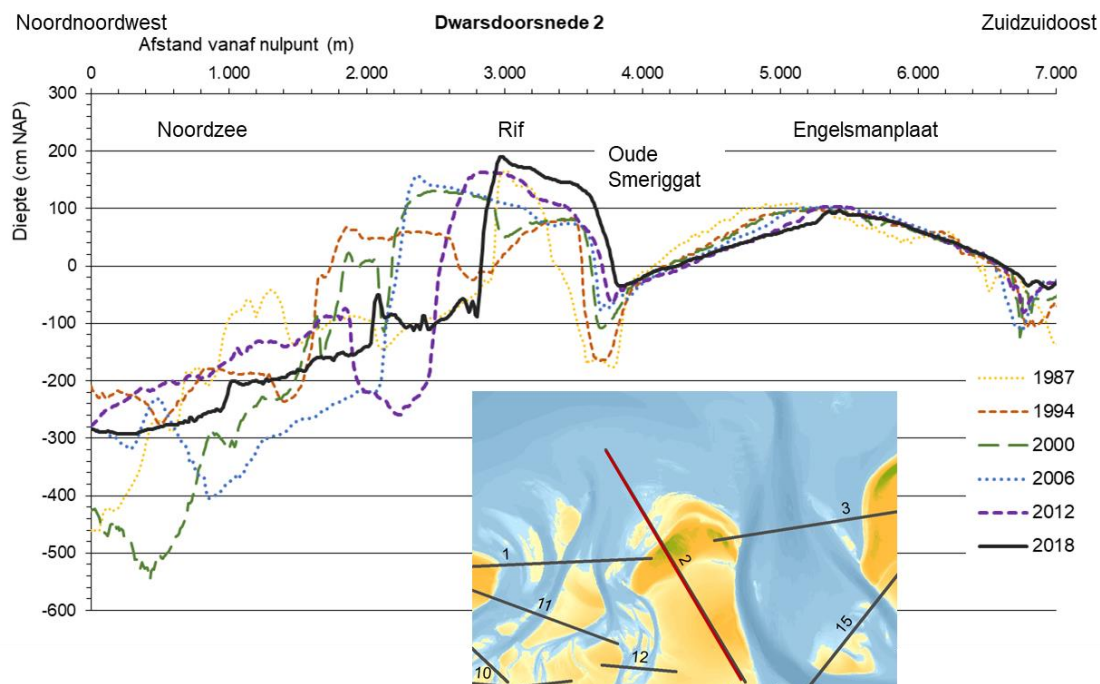 Noordnoordwest
Dwarsdoorsnede 2
Zuidzuidoost
Afstand vanaf nulpunt (m)
0 1.000 2.000 3.000 4.000 5.000 6.000 7.000
Diepte (cm NAP)
300
200
100
0
-100
-200
-300
-400
-500
-600
Noordzee
Rif
Oude
Smeriggat
Engelsmanplaat
1987
1994
2000
2006
2012
2018
1
2
3
11
15
12
10